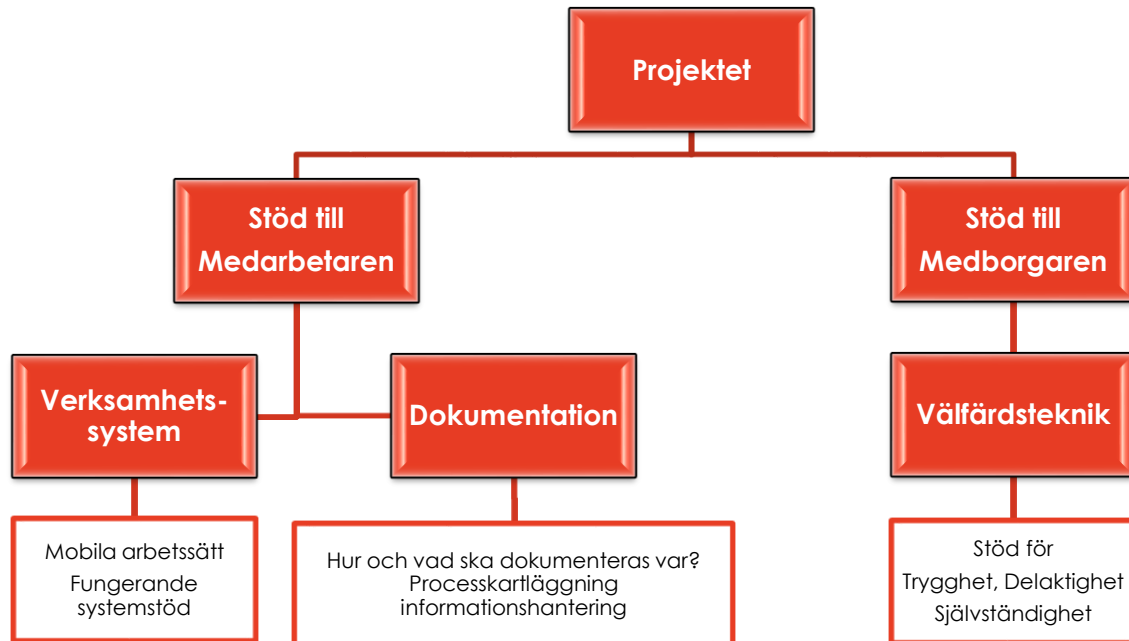 Projektet
Stöd till
Medarbetaren
Stöd till
Medborgaren
Verksamhets-
system
Dokumentation
Välfärdsteknik
Mobila arbetssätt
Fungerande
systemstöd
Hur och vad ska dokumenteras var?
Processkartläggning
informationshantering
Stöd för
Trygghet, Delaktighet
Självständighet